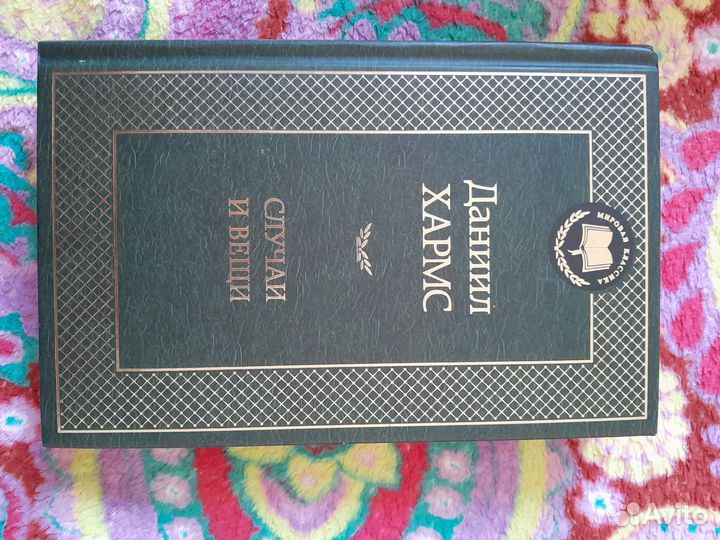 МИРОВАЯ КЛАССИКА
Даниил
ХАРМС
СЛУЧАИ
И ВЕЩИ
Avito